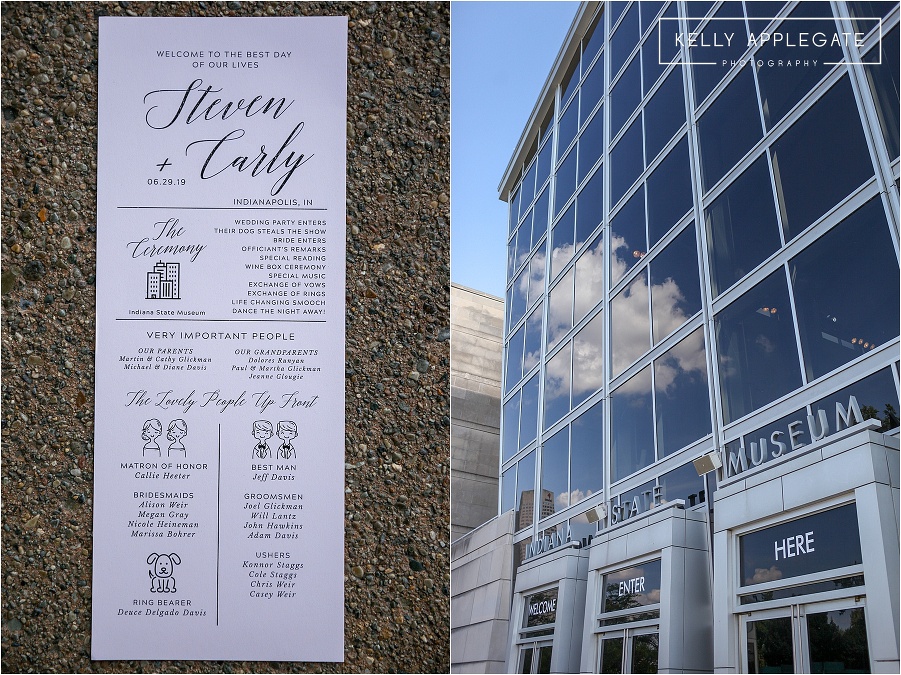 WELCOME TO THE BEST DAY
OF OUR LIVES
Steven
+ Carly
06.29.19
INDIANAPOLIS, IN
The
Ceremony
Indiana State Museum
WEDDING PARTY ENTERS
THEIR DOG STEALS THE SHOW
BRIDE ENTERS
OFFICIANT'S REMARKS
SPECIAL READING
WINE BOX CEREMONY
SPECIAL MUSIC
EXCHANGE OF VOWS
EXCHANGE OF RINGS
LIFE CHANGING SMOOCH
DANCE THE NIGHT AWAY!
VERY IMPORTANT PEOPLE
OUR PARENTS
Martin & Cathy Glickman
Michael & Diane Davis
OUR GRANDPARENTS
Dolores Runyan
Paul & Martha Glickman
Jeanne Glougie
The Lovely People Up Front
MATRON OF HONOR
Callie Heeter
BRIDESMAIDS
Alison Weir
Megan Gray
Nicole Heineman
Marissa Bohrer
RING BEARER
Deuce Delgado Davis
BEST MAN
Jeff Davis
GROOMSMEN
Joel Glickman
Will Lantz
John Hawkins
Adam Davis
USHERS
Konnor Staggs
Cole Staggs
Chris Weir
Casey Weir
KELLY APPLEGATE
PHOTOGRAPHY
INDIANA STATE MUSEUM
WELCOME
ENTER
HERE